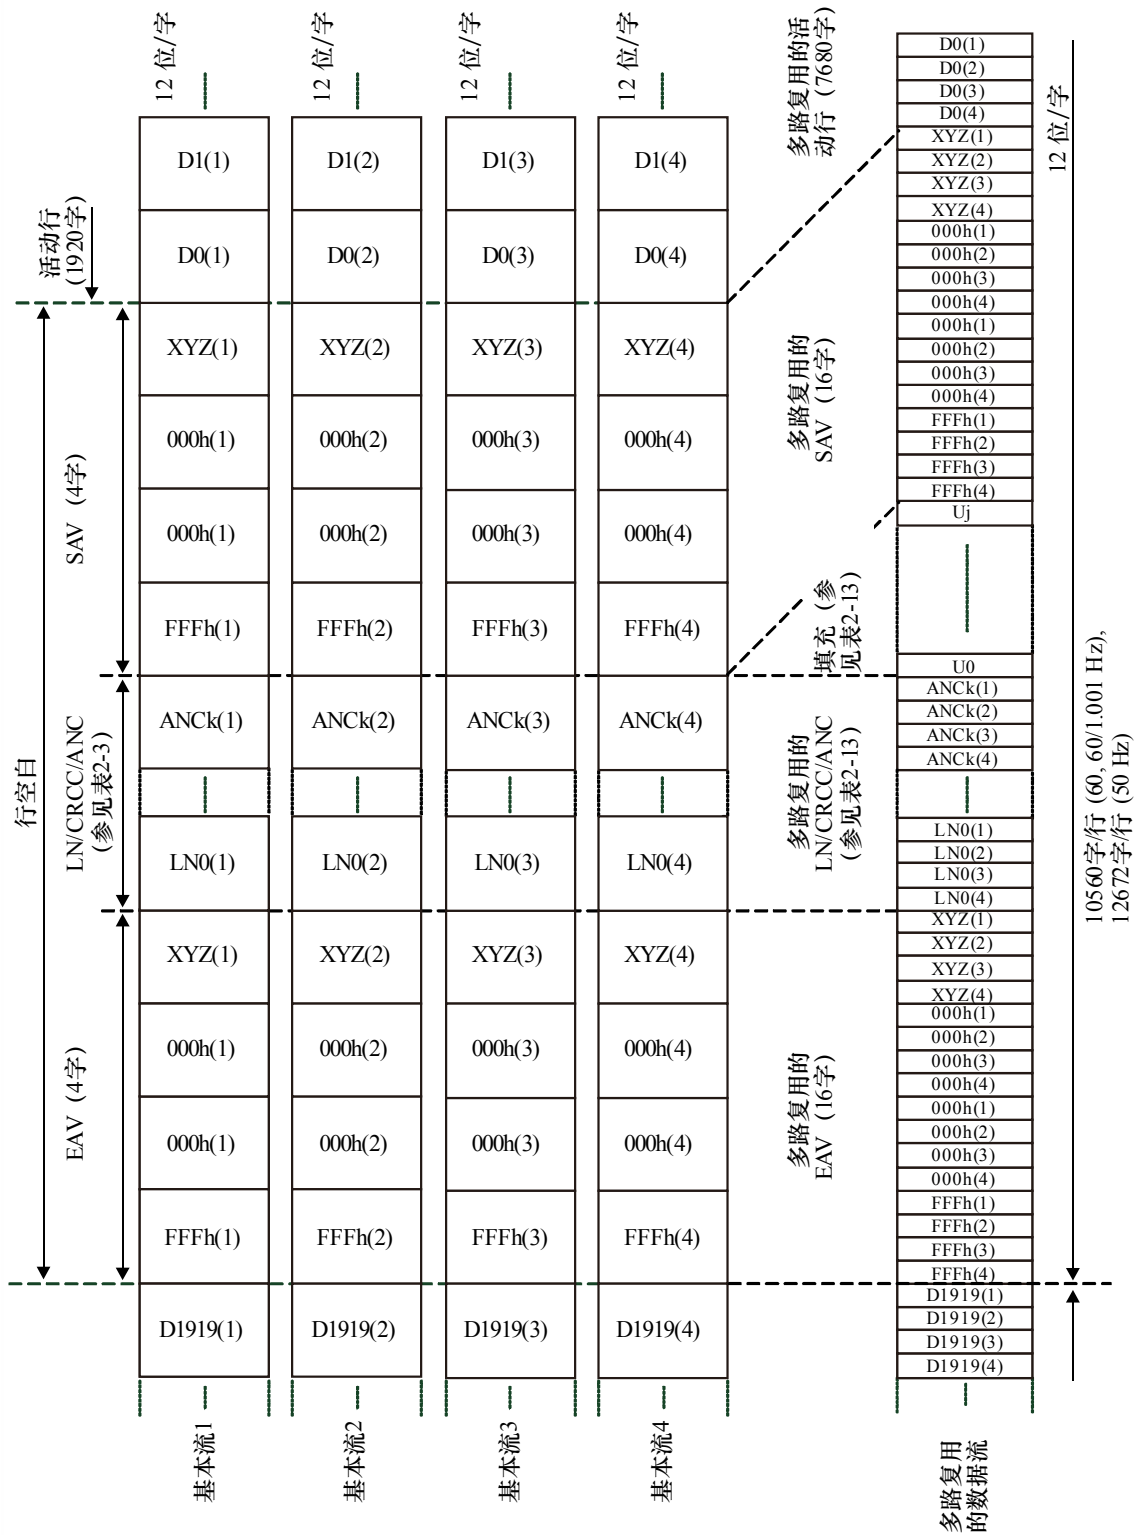 12 位/字
12 位/字
12 位/字
12 位/字
多路复用的活
动行 (7680字)
活动行
(1920字)
D1(1)
D1(2)
D1(3)
D1(4)
D0(1)
D0(2)
D0(3)
D0(4)
XYZ(1)
XYZ(2)
XYZ(3)
XYZ(4)
000h(1)
000h(2)
000h(3)
000h(4)
000h(1)
000h(2)
000h(3)
000h(4)
FFFh(1)
FFFh(2)
FFFh(3)
FFFh(4)
ANCk(1)
ANCk(2)
ANCk(3)
ANCk(4)
LN0(1)
LN0(2)
LN0(3)
LN0(4)
XYZ(1)
XYZ(2)
XYZ(3)
XYZ(4)
000h(1)
000h(2)
000h(3)
000h(4)
000h(1)
000h(2)
000h(3)
000h(4)
FFFh(1)
FFFh(2)
FFFh(3)
FFFh(4)
D1919(1)
D1919(2)
D1919(3)
D1919(4)
行空白
SAV (4字)
LN/CRCC/ANC
(参见表2-3)
EAV (4字)
基本流1
基本流2
基本流3
基本流4
多路复用的
SAV (16字)
填充 (参
见表2-13)
多路复用的
LN/CRCC/ANC
(参见表2-13)
多路复用的
EAV (16字)
D0(1)
D0(2)
D0(3)
D0(4)
XYZ(1)
XYZ(2)
XYZ(3)
XYZ(4)
000h(1)
000h(2)
000h(3)
000h(4)
000h(1)
000h(2)
000h(3)
000h(4)
FFFh(1)
FFFh(2)
FFFh(3)
FFFh(4)
Uj
U0
ANCk(1)
ANCk(2)
ANCk(3)
ANCk(4)
LN0(1)
LN0(2)
LN0(3)
LN0(4)
XYZ(1)
XYZ(2)
XYZ(3)
XYZ(4)
000h(1)
000h(2)
000h(3)
000h(4)
000h(1)
000h(2)
000h(3)
000h(4)
FFFh(1)
FFFh(2)
FFFh(3)
FFFh(4)
D1919(1)
D1919(2)
D1919(3)
D1919(4)
多路复用
的数据流
12 位/字
10560字/行 (60, 60/1.001 Hz),
12672字/行 (50 Hz)